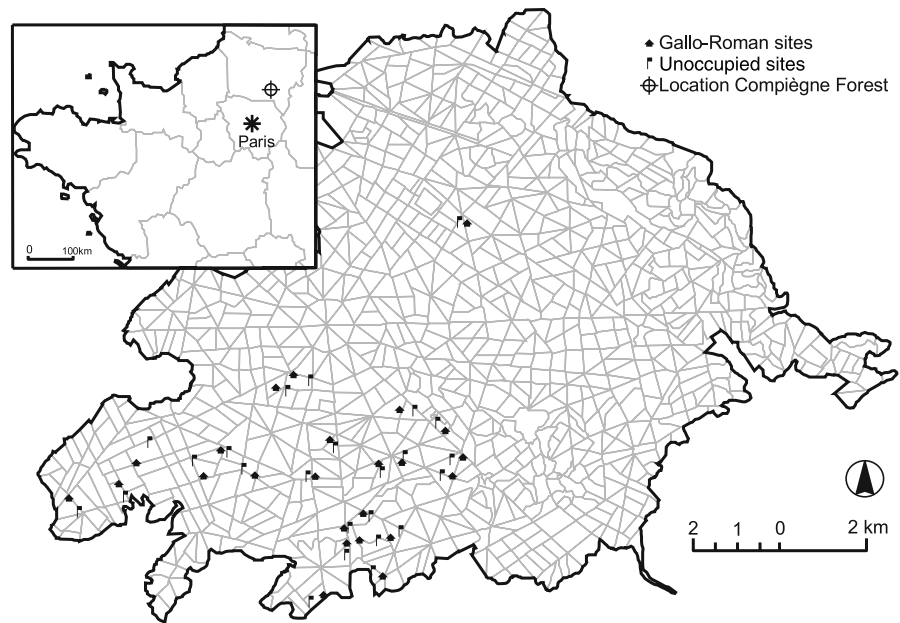 Gallo-Roman sites
Unoccupied sites
Location Compiègne Forest
Paris
0 100km
2 1 0 2 km